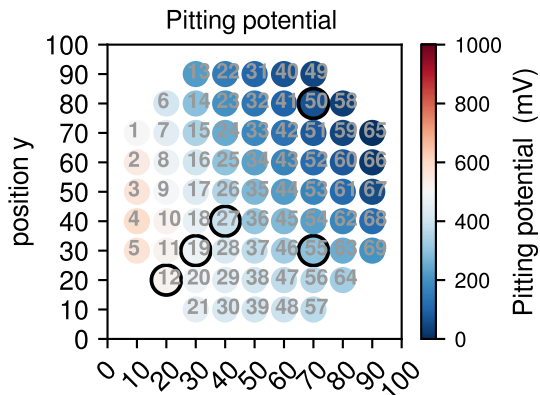 Pitting potential
100
90
80
70
60
50
40
30
20
10
0
position y
13 22 31 40 49
6 14 23 32 41 50 58
1 7 15 24 33 42 51 59 65
2 8 16 25 34 43 52 60 66
3 9 17 26 35 44 53 61 67
4 10 18 27 36 45 54 62 68
5 11 19 28 37 46 55 63 69
12 20 29 38 47 56 64
21 30 39 48 57
0 10 20 30 40 50 60 70 80 90 100
1000
800
600
400
200
0
Pitting potential (mV)